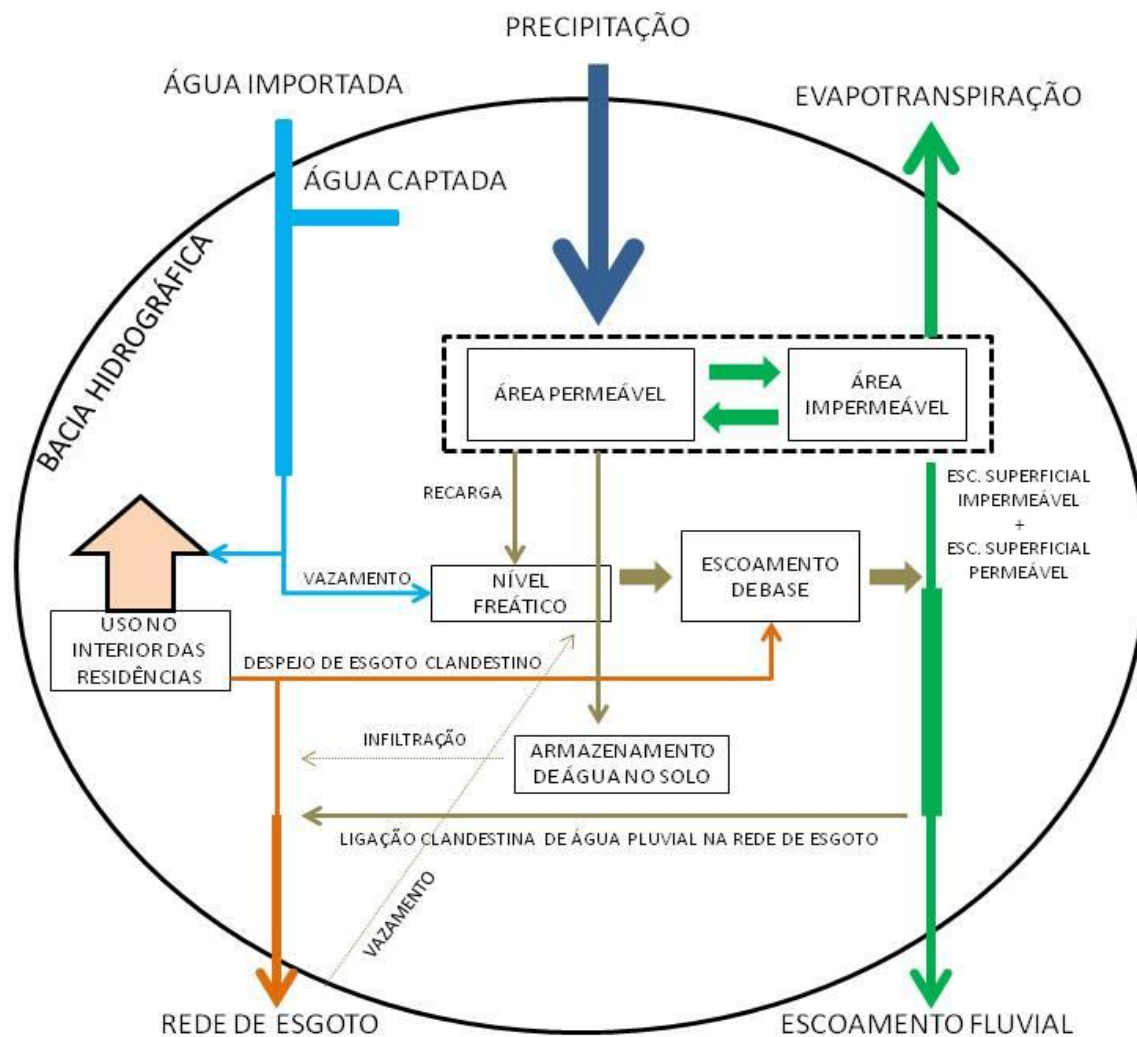 PRECIPITAÇÃO
ÁGUA IMPORTADA
EVAPOTRANSPIRAÇÃO
ÁGUA CAPTADA
BACIA HIDROGRÁFICA
ÁREA PERMEÁVEL
ÁREA
IMPERMEÁVEL
RECARGA
ESC. SUPERFICIAL
IMPERMEÁVEL
+
ESC. SUPERFICIAL
PERMEÁVEL
VAZAMENTO
NÍVEL
FREÁTICO
ESCOAMENTO
DE BASE
USO NO
INTERIOR DAS
RESIDÊNCIAS
DESPEJO DE ESGOTO CLANDESTINO
INFILTRAÇÃO
ARMAZENAMENTO
DE ÁGUA NO SOLO
LIGAÇÃO CLANDESTINA DE ÁGUA PLUVIAL NA REDE DE ESGOTO
VAZAMENTO
REDE DE ESGOTO
ESCOAMENTO FLUVIAL